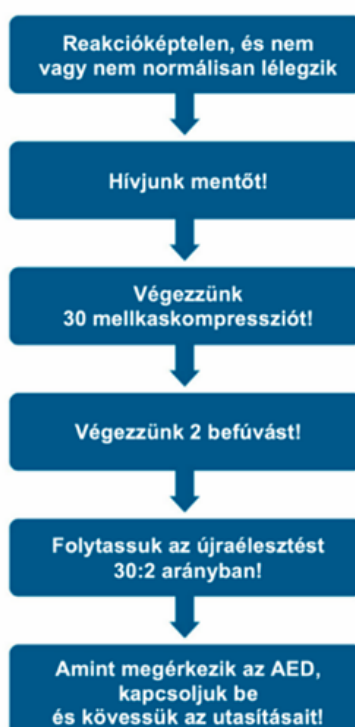 Reakcióképtelen, és nem
vagy nem normálisan lélegzik
Hívjunk mentőt!
Végezzünk
30 mellkaskompressziót!
Végezzünk 2 befúvást!
Folytassuk az újraélesztést
30:2 arányban!
Amint megérkezik az AED,
kapcsoljuk be
és kövessük az utasításait!